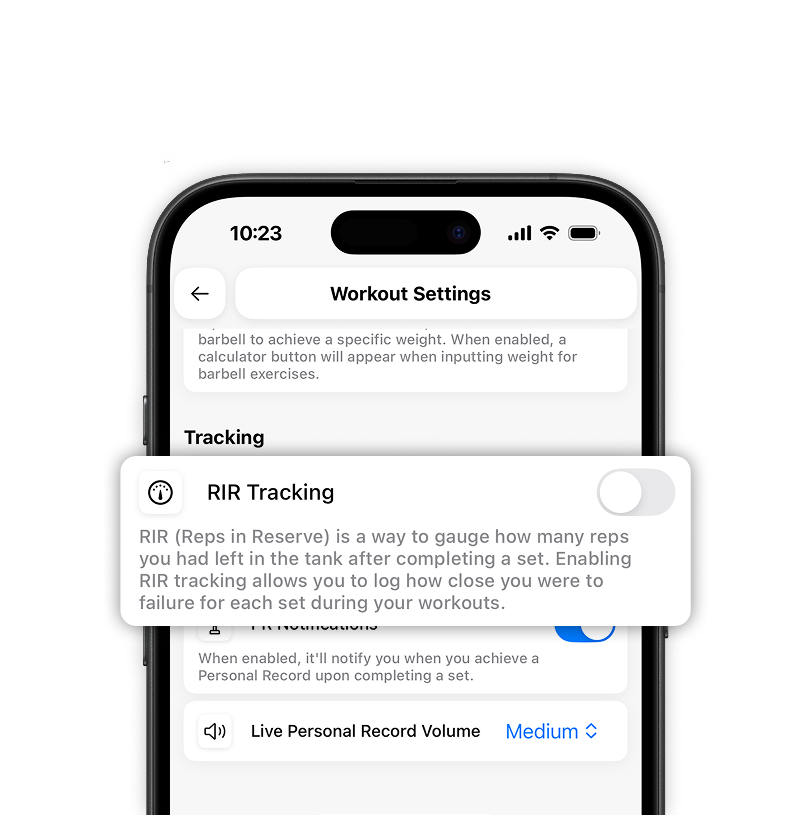 10:23
Workout Settings
barbell to achieve a specific weight. When enabled, a
calculator button will appear when inputting weight for
barbell exercises.
Tracking
RIR Tracking
RIR (Reps in Reserve) is a way to gauge how many reps
you had left in the tank after completing a set. Enabling
RIR tracking allows you to log how close you were to
failure for each set during your workouts.
PR Notifications
When enabled, it'll notify you when you achieve a
Personal Record upon completing a set.
Live Personal Record Volume Medium